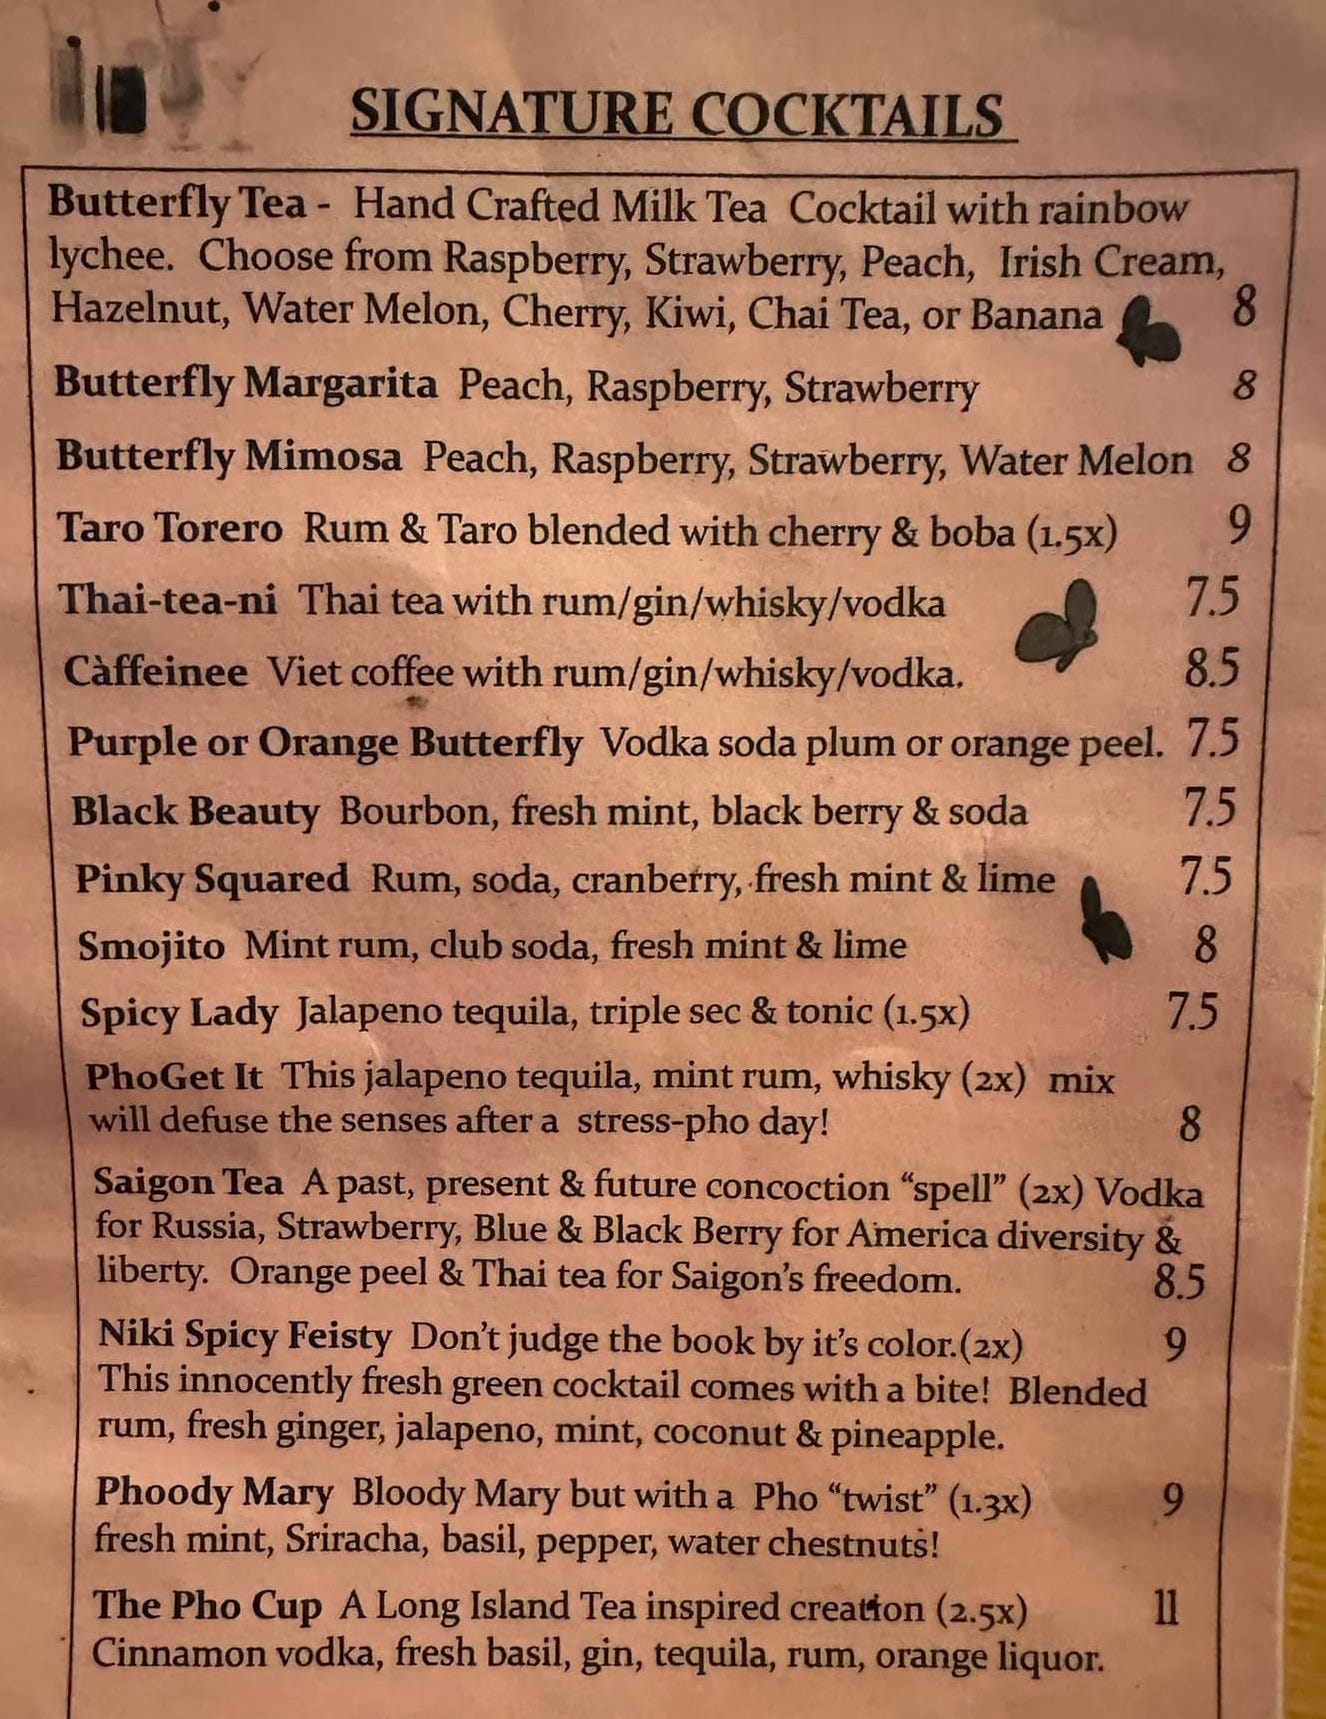 SIGNATURE COCKTAILS
Butterfly Tea - Hand Crafted Milk Tea Cocktail with rainbow
lychee. Choose from Raspberry, Strawberry, Peach, Irish Cream,
Hazelnut, Water Melon, Cherry, Kiwi, Chai Tea, or Banana 8
Butterfly Margarita Peach, Raspberry, Strawberry 8
Butterfly Mimosa Peach, Raspberry, Strawberry, Water Melon 8
Taro Torero Rum & Taro blended with cherry & boba (1.5x) 9
Thai-tea-ni Thai tea with rum/gin/whisky/vodka 7.5
Càffeinee Viet coffee with rum/gin/whisky/vodka. 8.5
Purple or Orange Butterfly Vodka soda plum or orange peel. 7.5
Black Beauty Bourbon, fresh mint, black berry & soda 7.5
Pinky Squared Rum, soda, cranberry, fresh mint & lime 7.5
Smojito Mint rum, club soda, fresh mint & lime 8
Spicy Lady Jalapeno tequila, triple sec & tonic (1.5x) 7.5
PhoGet It This jalapeno tequila, mint rum, whisky (2x) mix
will defuse the senses after a stress-pho day! 8
Saigon Tea A past, present & future concoction “spell” (2x) Vodka
for Russia, Strawberry, Blue & Black Berry for America diversity &
liberty. Orange peel & Thai tea for Saigon's freedom. 8.5
Niki Spicy Feisty Don't judge the book by it's color.(2x) 9
This innocently fresh green cocktail comes with a bite! Blended
rum, fresh ginger, jalapeno, mint, coconut & pineapple.
Phoody Mary Bloody Mary but with a Pho “twist” (1.3x) 9
fresh mint, Sriracha, basil, pepper, water chestnuts!
The Pho Cup A Long Island Tea inspired creation (2.5x) 11
Cinnamon vodka, fresh basil, gin, tequila, rum, orange liquor.